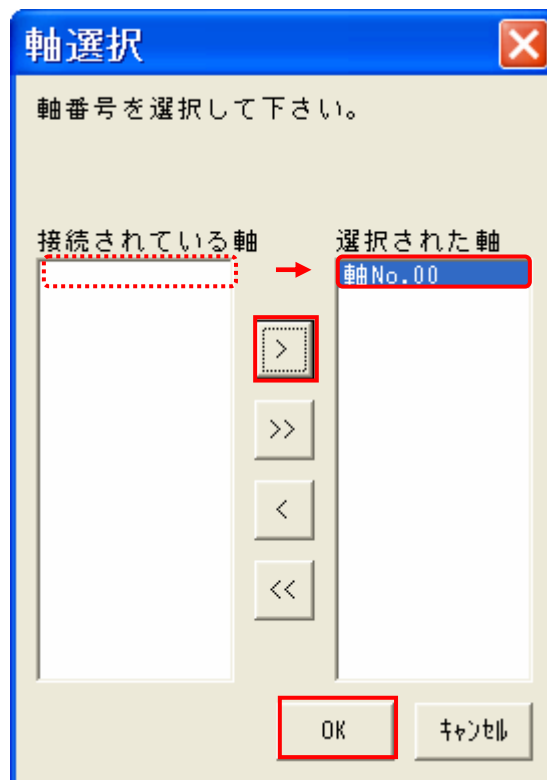 軸選択
軸番号を選択して下さい。
接続されている軸
選択された軸
軸No.00
>
>>
<
<<
OK
ｷｬﾝｾﾙ